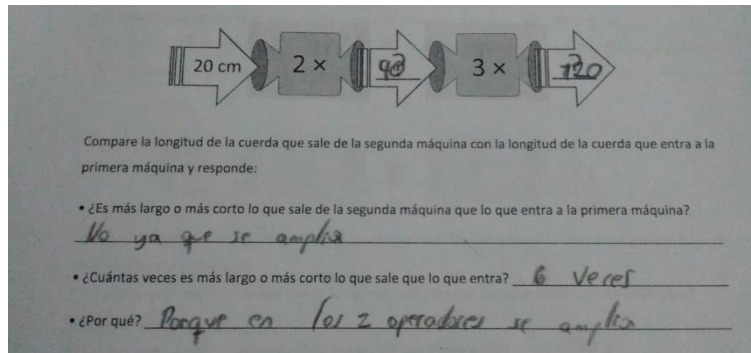 20 cm 2 × 40 3 × 120
Compare la longitud de la cuerda que sale de la segunda máquina con la longitud de la cuerda que entra a la
primera máquina y responde:
• ¿Es más largo o más corto lo que sale de la segunda máquina que lo que entra a la primera máquina?
No ya que se amplia
• ¿Cuántas veces es más largo o más corto lo que sale que lo que entra? 6 Veces
• ¿Por qué? Porque en los 2 operadores se amplia